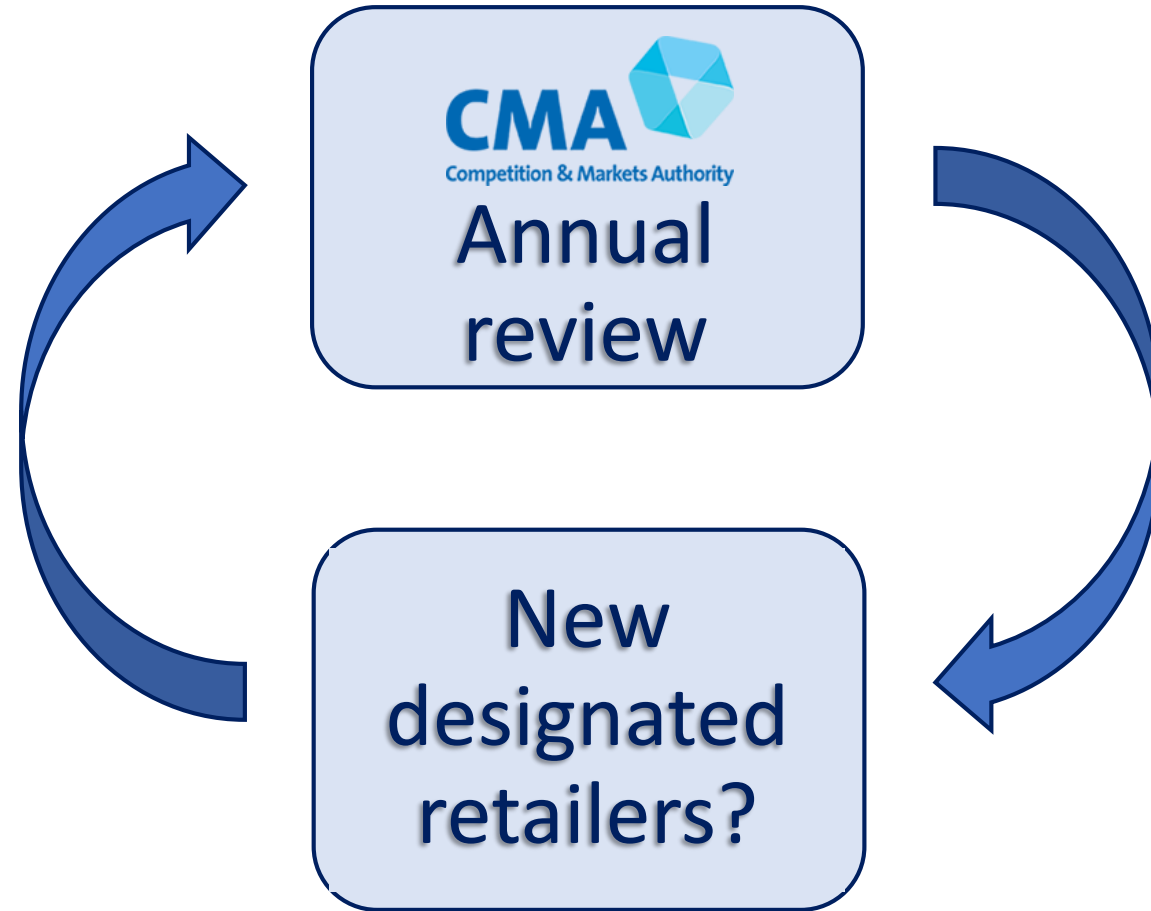 CMA
Competition & Markets Authority
Annual
review
New
designated
retailers?